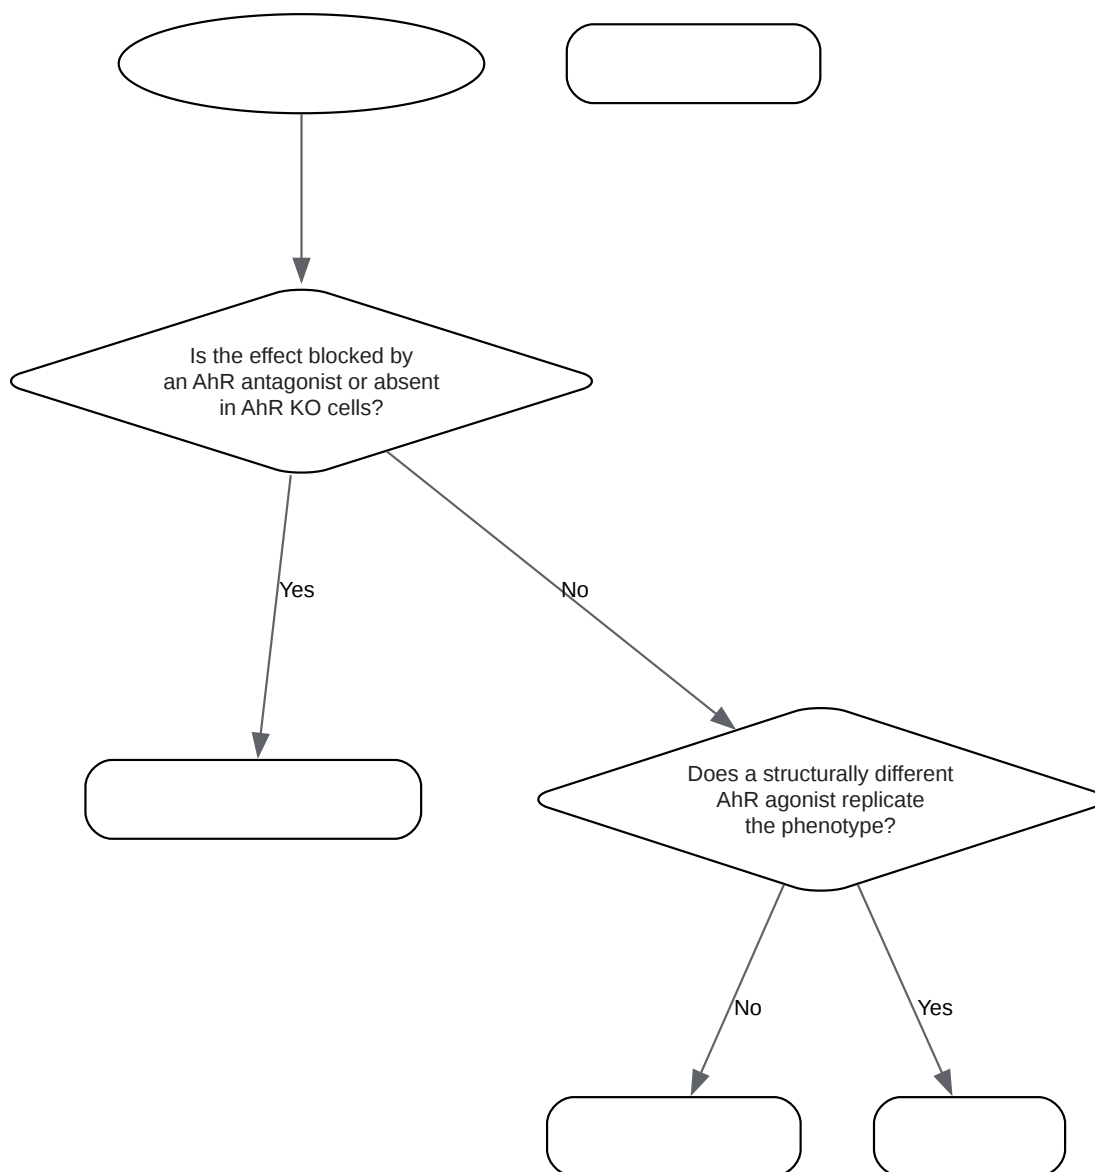 Is the effect blocked by
an AhR antagonist or absent
in AhR KO cells?
Yes
No
Does a structurally different
AhR agonist replicate
the phenotype?
No
Yes